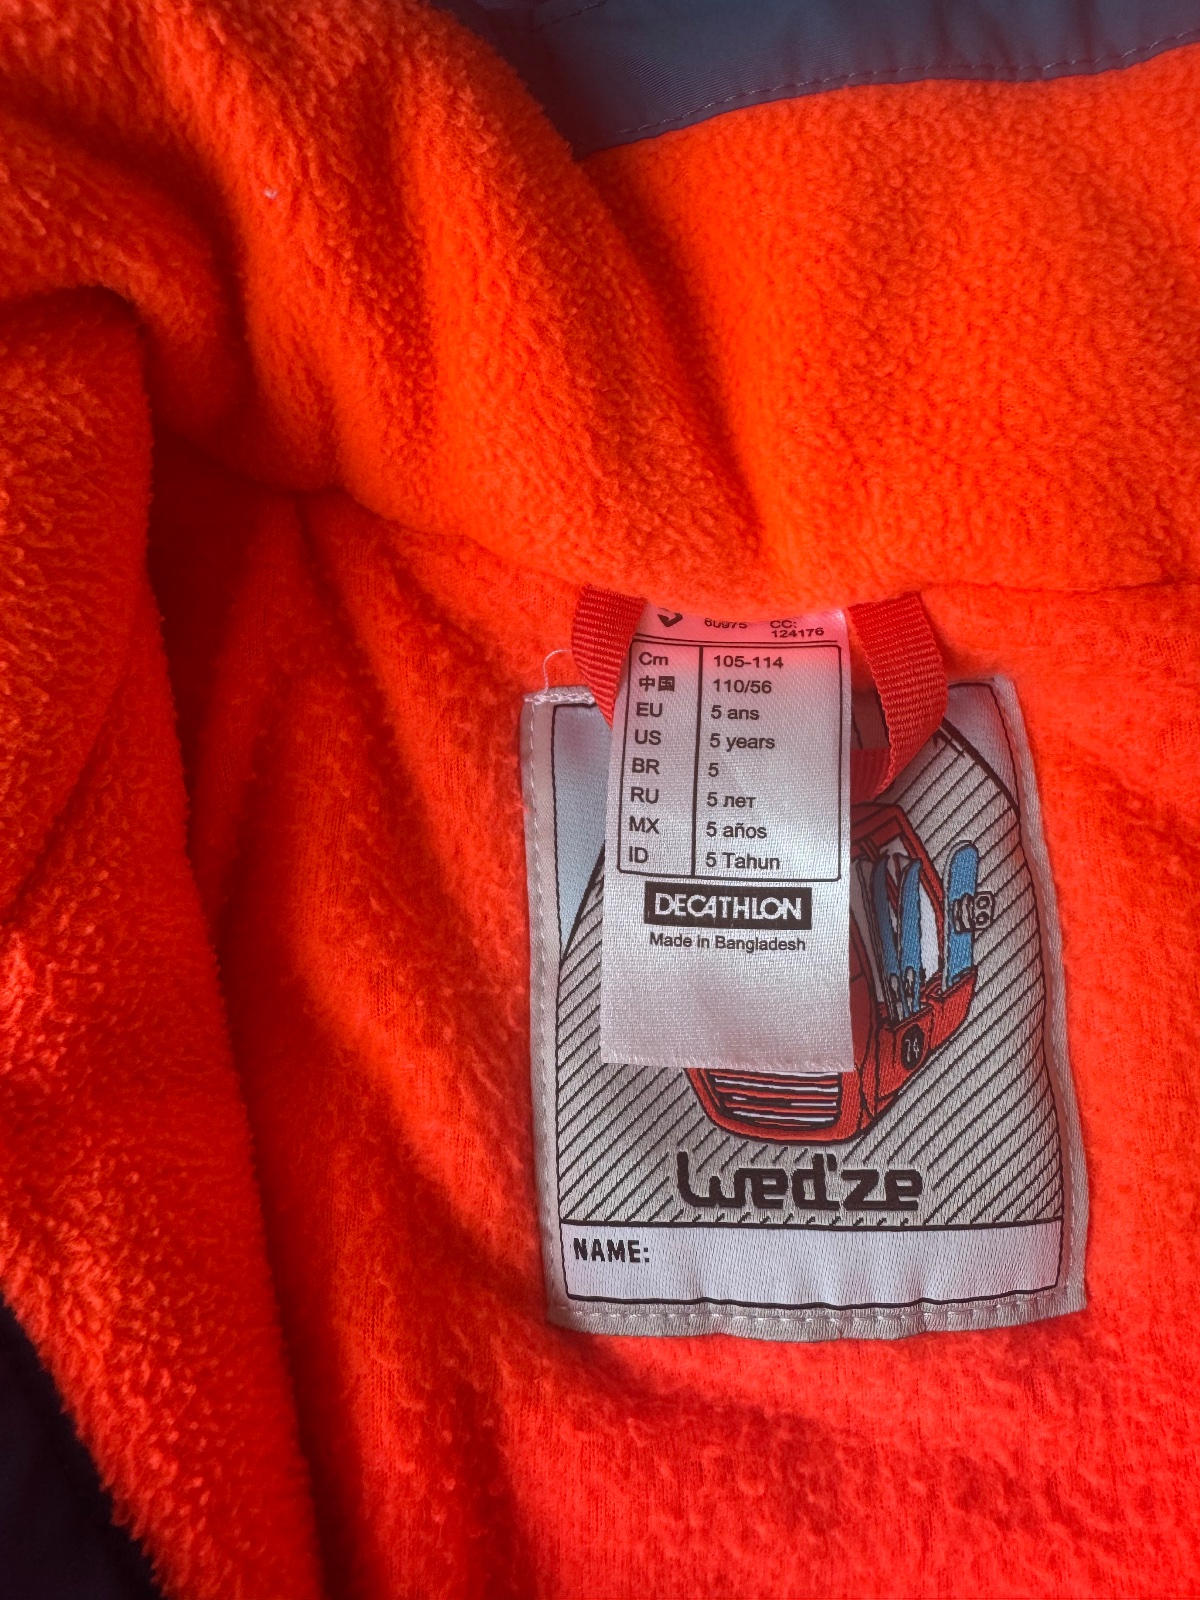 60975 CC:
124176
Cm 105-114
中国 110/56
EU 5 ans
US 5 years
BR 5
RU 5 лет
MX 5 años
ID 5 Tahun
DECATHLON
Made in Bangladesh
74
Wed'ze
NAME: